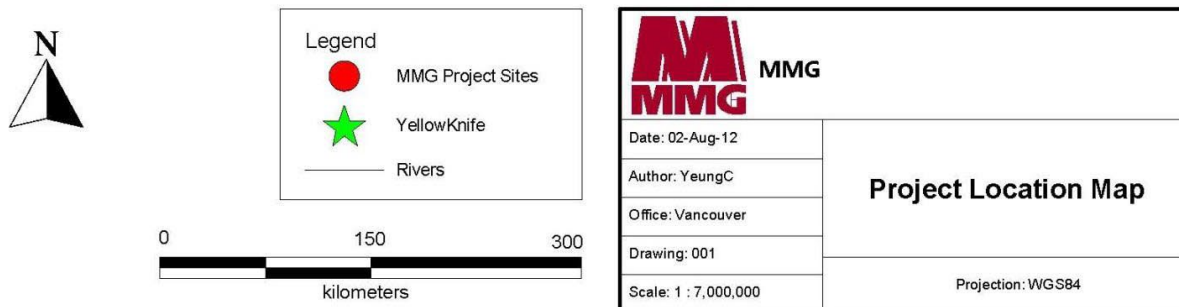 N
Legend
MMG Project Sites
YellowKnife
Rivers
0 150 300
kilometers
MMG
MMG
Date: 02-Aug-12
Author: YeungC
Office: Vancouver
Drawing: 001
Scale: 1 : 7,000,000
Project Location Map
Projection: WGS84